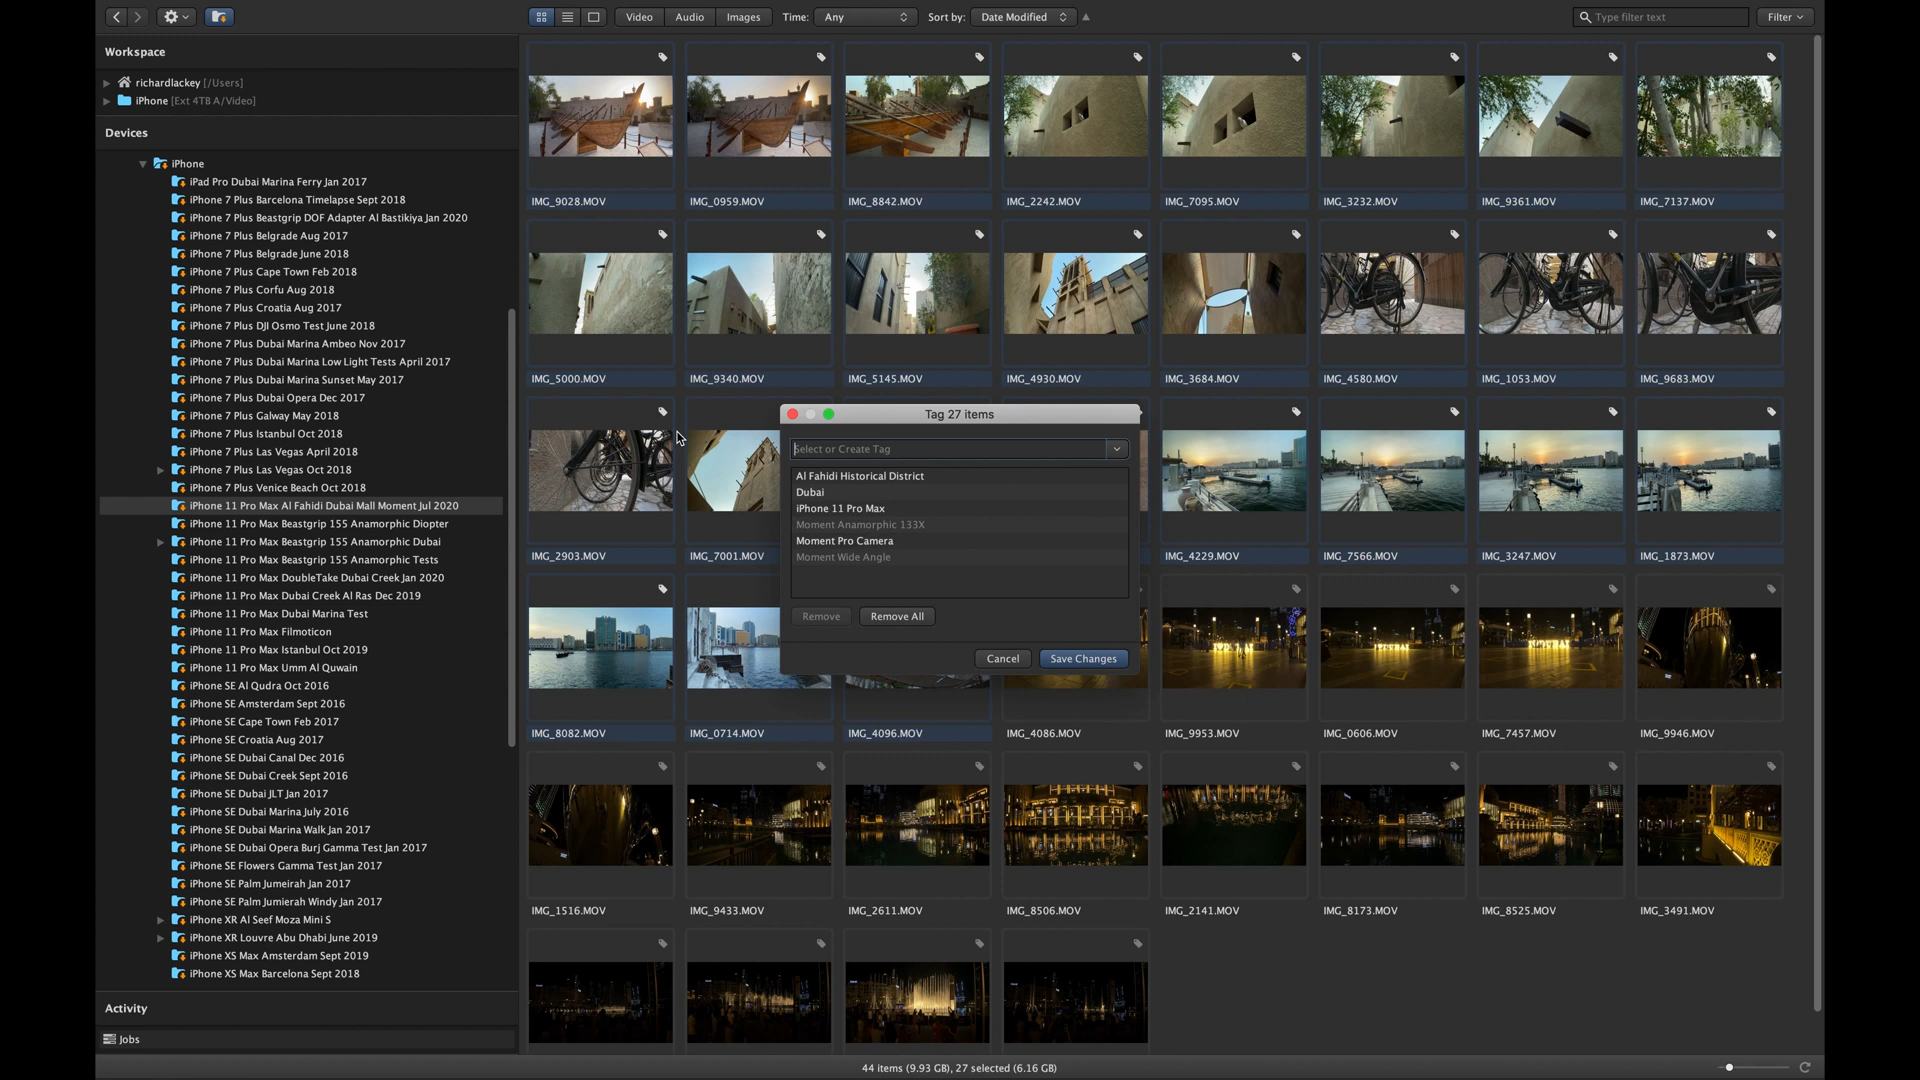 Video Audio Images Time: Any Sort by: Date Modified Type filter text Filter
Workspace
richardlackey [/Users]
iPhone [Ext 4TB A/Video]
Devices
iPhone
iPad Pro Dubai Marina Ferry Jan 2017
iPhone 7 Plus Barcelona Timelapse Sept 2018
iPhone 7 Plus Beastgrip DOF Adapter Al Bastikiya Jan 2020
iPhone 7 Plus Belgrade Aug 2017
iPhone 7 Plus Belgrade June 2018
iPhone 7 Plus Cape Town Feb 2018
iPhone 7 Plus Corfu Aug 2018
iPhone 7 Plus Croatia Aug 2017
iPhone 7 Plus DJI Osmo Test June 2018
iPhone 7 Plus Dubai Marina Ambeo Nov 2017
iPhone 7 Plus Dubai Marina Low Light Tests April 2017
iPhone 7 Plus Dubai Marina Sunset May 2017
iPhone 7 Plus Dubai Opera Dec 2017
iPhone 7 Plus Galway May 2018
iPhone 7 Plus Istanbul Oct 2018
iPhone 7 Plus Las Vegas April 2018
iPhone 7 Plus Las Vegas Oct 2018
iPhone 7 Plus Venice Beach Oct 2018
iPhone 11 Pro Max Al Fahidi Dubai Mall Moment Jul 2020
iPhone 11 Pro Max Beastgrip 155 Anamorphic Diopter
iPhone 11 Pro Max Beastgrip 155 Anamorphic Dubai
iPhone 11 Pro Max Beastgrip 155 Anamorphic Tests
iPhone 11 Pro Max DoubleTake Dubai Creek Jan 2020
iPhone 11 Pro Max Dubai Creek Al Ras Dec 2019
iPhone 11 Pro Max Dubai Marina Test
iPhone 11 Pro Max Filmoticon
iPhone 11 Pro Max Istanbul Oct 2019
iPhone 11 Pro Max Umm Al Quwain
iPhone SE Al Qudra Oct 2016
iPhone SE Amsterdam Sept 2016
iPhone SE Cape Town Feb 2017
iPhone SE Croatia Aug 2017
iPhone SE Dubai Canal Dec 2016
iPhone SE Dubai Creek Sept 2016
iPhone SE Dubai JLT Jan 2017
iPhone SE Dubai Marina July 2016
iPhone SE Dubai Marina Walk Jan 2017
iPhone SE Dubai Opera Burj Gamma Test Jan 2017
iPhone SE Flowers Gamma Test Jan 2017
iPhone SE Palm Jumeirah Jan 2017
iPhone SE Palm Jumierah Windy Jan 2017
iPhone XR Al Seef Moza Mini S
iPhone XR Louvre Abu Dhabi June 2019
iPhone XS Max Amsterdam Sept 2019
iPhone XS Max Barcelona Sept 2018
Activity
Jobs
IMG_9028.MOV IMG_0959.MOV IMG_8842.MOV IMG_2242.MOV IMG_7095.MOV IMG_3232.MOV IMG_9361.MOV IMG_7137.MOV
IMG_5000.MOV IMG_9340.MOV IMG_5145.MOV IMG_4930.MOV IMG_3684.MOV IMG_4580.MOV IMG_1053.MOV IMG_9683.MOV
IMG_2903.MOV IMG_7001.MOV IMG_4229.MOV IMG_7566.MOV IMG_3247.MOV IMG_1873.MOV
Tag 27 items
Select or Create Tag
Al Fahidi Historical District
Dubai
iPhone 11 Pro Max
Moment Anamorphic 133X
Moment Pro Camera
Moment Wide Angle
Remove Remove All
Cancel Save Changes
IMG_8082.MOV IMG_0714.MOV IMG_4096.MOV IMG_4086.MOV IMG_9953.MOV IMG_0606.MOV IMG_7457.MOV IMG_9946.MOV
IMG_1516.MOV IMG_9433.MOV IMG_2611.MOV IMG_8506.MOV IMG_2141.MOV IMG_8173.MOV IMG_8525.MOV IMG_3491.MOV
44 items (9.93 GB), 27 selected (6.16 GB)